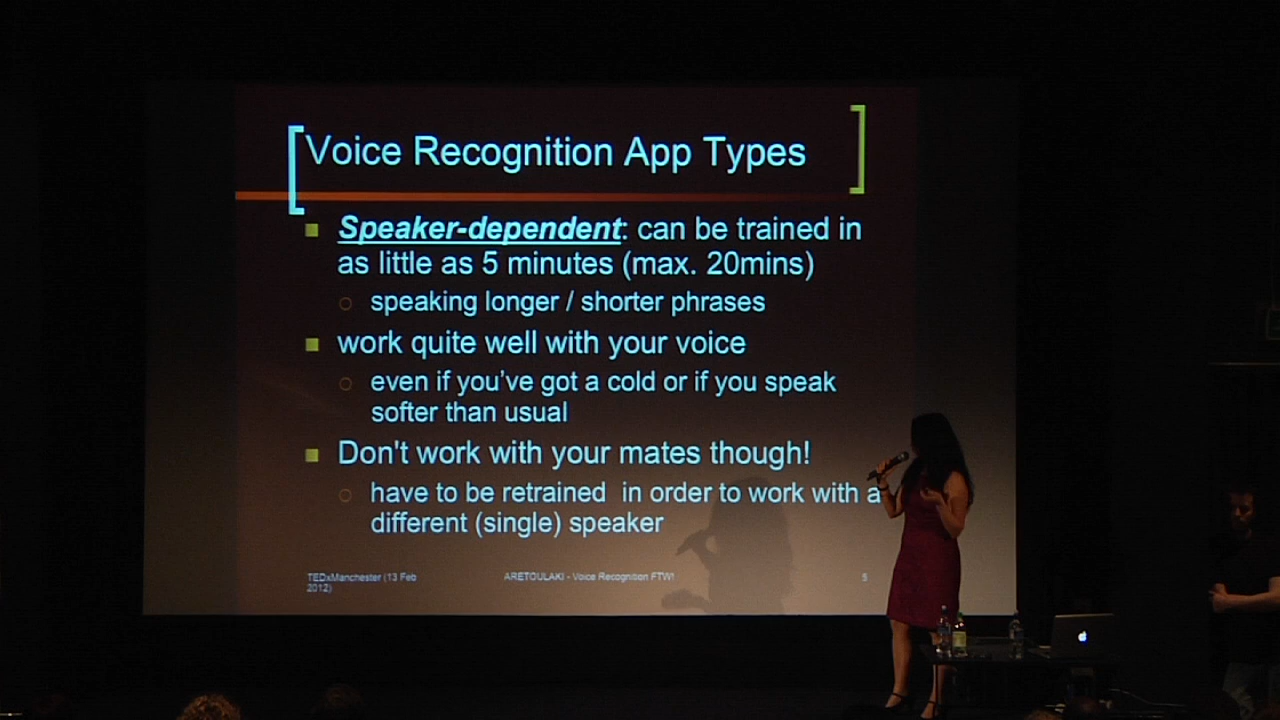 Voice Recognition App Types
Speaker-dependent: can be trained in
as little as 5 minutes (max. 20mins)
speaking longer / shorter phrases
work quite well with your voice
even if you've got a cold or if you speak
softer than usual
Don't work with your mates though!
have to be retrained in order to work with a
different (single) speaker
TEDxManchester (13 Feb
2012)
ARETOULAKI - Voice Recognition FTW!
5